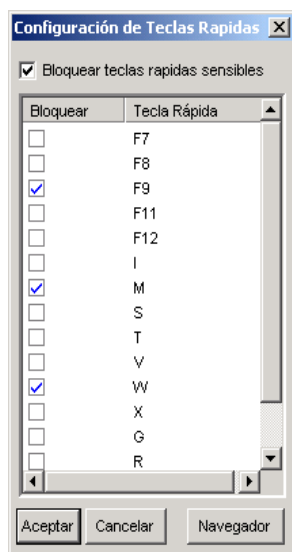 Configuración de Teclas Rapidas
Bloquear teclas rapidas sensibles
Bloquear Tecla Rápida
F7
F8
F9
F11
F12
I
M
S
T
V
W
X
G
R
Aceptar Cancelar Navegador